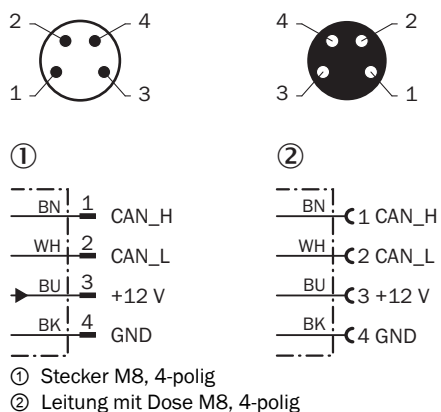 2 4 4 2
1 3 3 1
① ②
BN 1 CAN_H BN 1 CAN_H
WH 2 CAN_L WH 2 CAN_L
BU 3 +12 V BU 3 +12 V
BK 4 GND BK 4 GND
① Stecker M8, 4-polig
② Leitung mit Dose M8, 4-polig